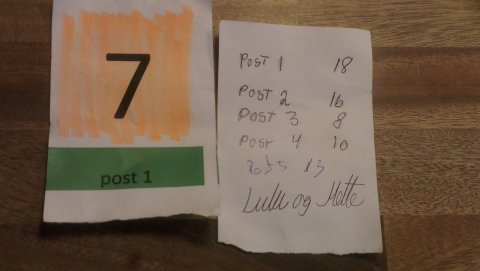 7
post 1
Post 1 18
Post 2 16
Post 3 8
Post 4 10
Post 5 13
Lulu og Mette